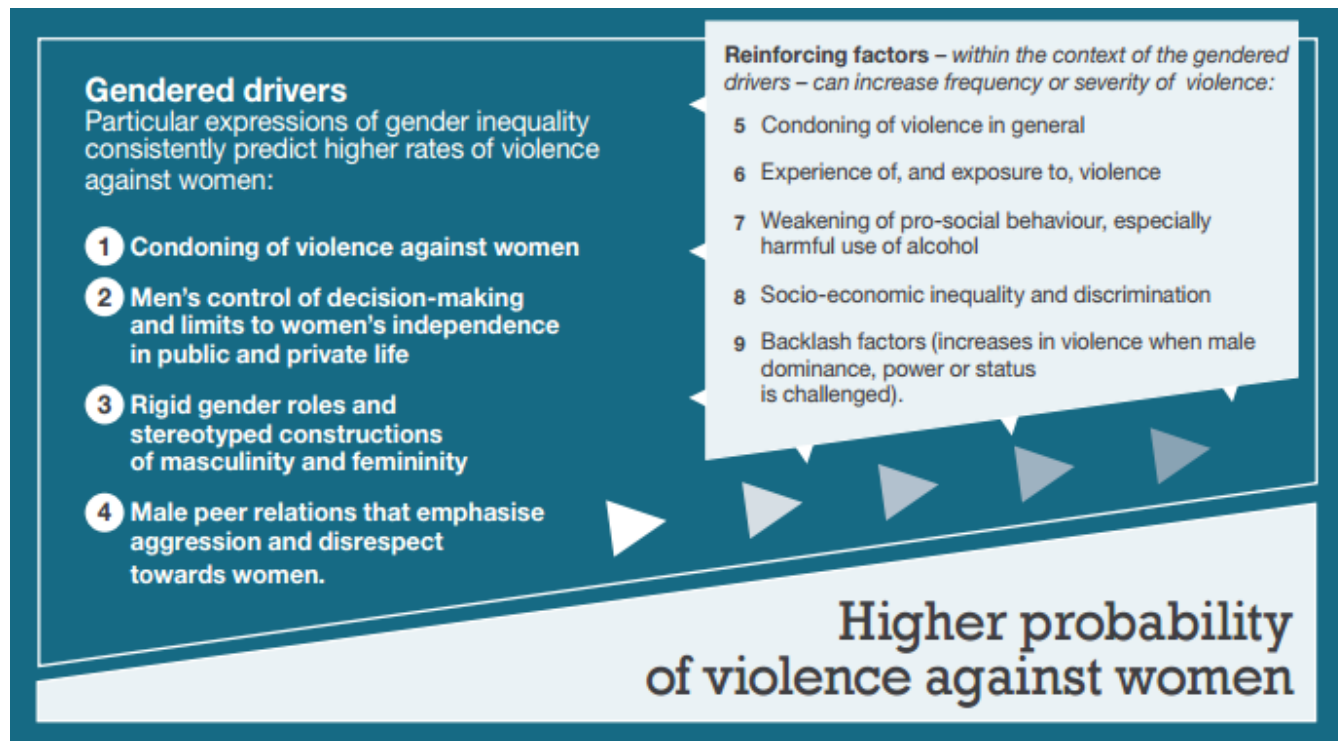 Gendered drivers
Particular expressions of gender inequality
consistently predict higher rates of violence
against women:
1 Condoning of violence against women
2 Men’s control of decision-making
and limits to women’s independence
in public and private life
3 Rigid gender roles and
stereotyped constructions
of masculinity and femininity
4 Male peer relations that emphasise
aggression and disrespect
towards women.
Reinforcing factors – within the context of the gendered
drivers – can increase frequency or severity of violence:
5 Condoning of violence in general
6 Experience of, and exposure to, violence
7 Weakening of pro-social behaviour, especially
harmful use of alcohol
8 Socio-economic inequality and discrimination
9 Backlash factors (increases in violence when male
dominance, power or status
is challenged).
Higher probability
of violence against women